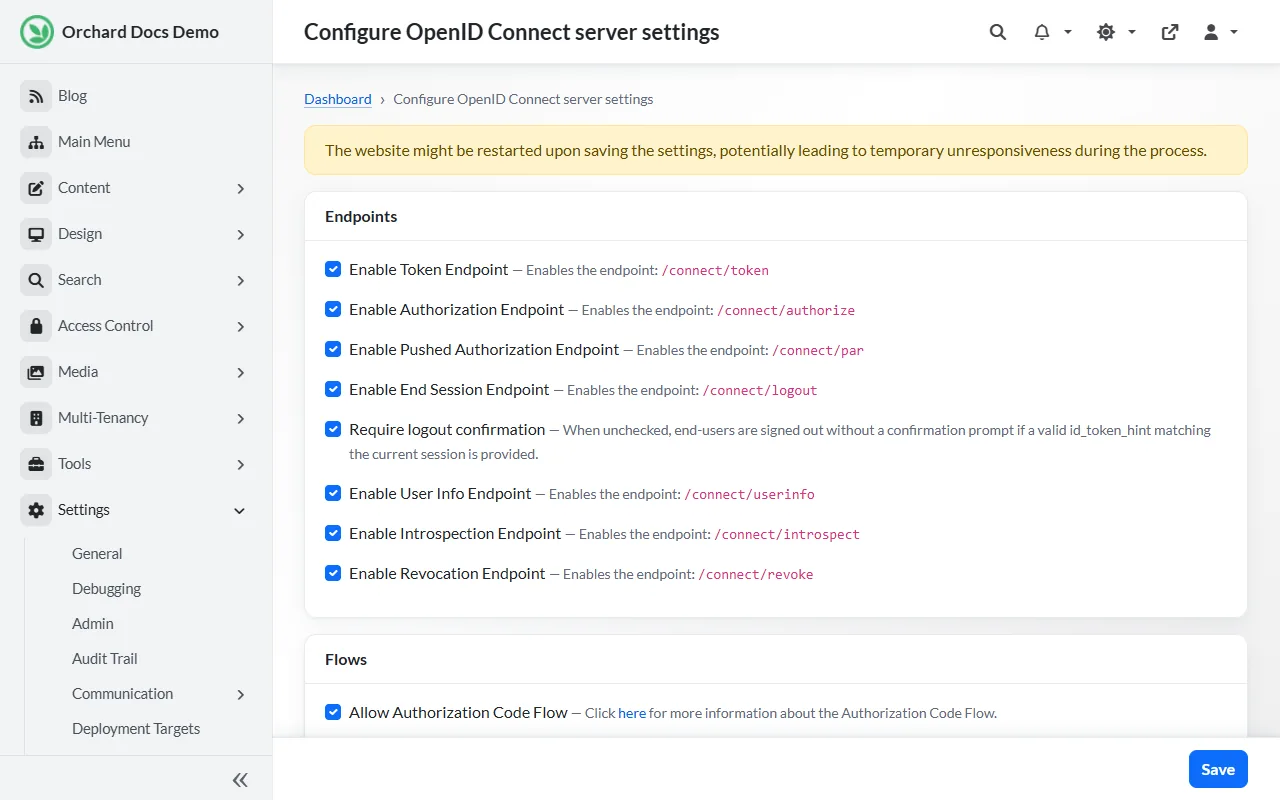 Orchard Docs Demo
Configure OpenID Connect server settings
Blog
Main Menu
Content
Design
Search
Access Control
Media
Multi-Tenancy
Tools
Settings
General
Debugging
Admin
Audit Trail
Communication
Deployment Targets
Dashboard › Configure OpenID Connect server settings
The website might be restarted upon saving the settings, potentially leading to temporary unresponsiveness during the process.
Endpoints
Enable Token Endpoint — Enables the endpoint: /connect/token
Enable Authorization Endpoint — Enables the endpoint: /connect/authorize
Enable Pushed Authorization Endpoint — Enables the endpoint: /connect/par
Enable End Session Endpoint — Enables the endpoint: /connect/logout
Require logout confirmation — When unchecked, end-users are signed out without a confirmation prompt if a valid id_token_hint matching
the current session is provided.
Enable User Info Endpoint — Enables the endpoint: /connect/userinfo
Enable Introspection Endpoint — Enables the endpoint: /connect/introspect
Enable Revocation Endpoint — Enables the endpoint: /connect/revoke
Flows
Allow Authorization Code Flow — Click here for more information about the Authorization Code Flow.
Save